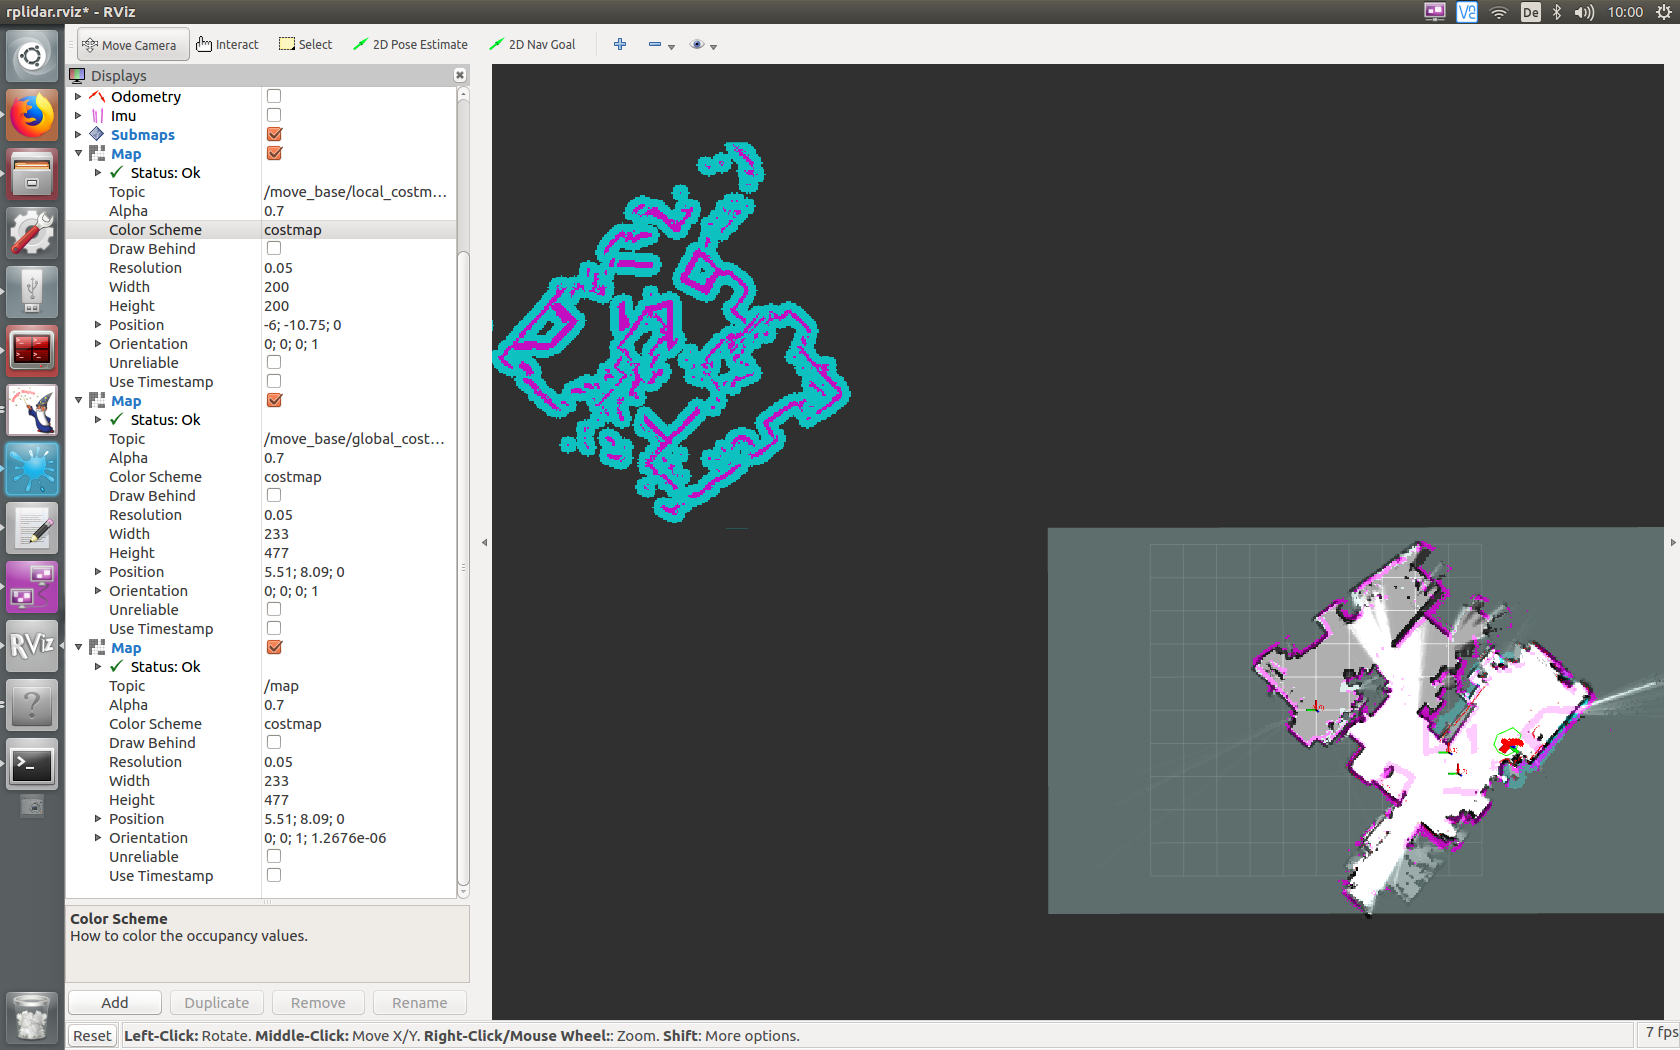 rplidar.rviz* - RViz
De
10:00
Move Camera
Interact
Select
2D Pose Estimate
2D Nav Goal
Displays
Odometry
Imu
Submaps
Map
Status: Ok
Topic /move_base/local_costm...
Alpha 0.7
Color Scheme costmap
Draw Behind
Resolution 0.05
Width 200
Height 200
Position -6; -10.75; 0
Orientation 0; 0; 0; 1
Unreliable
Use Timestamp
Map
Status: Ok
Topic /move_base/global_cost...
Alpha 0.7
Color Scheme costmap
Draw Behind
Resolution 0.05
Width 233
Height 477
Position 5.51; 8.09; 0
Orientation 0; 0; 0; 1
Unreliable
Use Timestamp
Map
Status: Ok
Topic /map
Alpha 0.7
Color Scheme costmap
Draw Behind
Resolution 0.05
Width 233
Height 477
Position 5.51; 8.09; 0
Orientation 0; 0; 1; 1.2676e-06
Unreliable
Use Timestamp
Color Scheme
How to color the occupancy values.
Add
Duplicate
Remove
Rename
Reset
Left-Click: Rotate. Middle-Click: Move X/Y. Right-Click/Mouse Wheel:: Zoom. Shift: More options.
7 fps
RViz